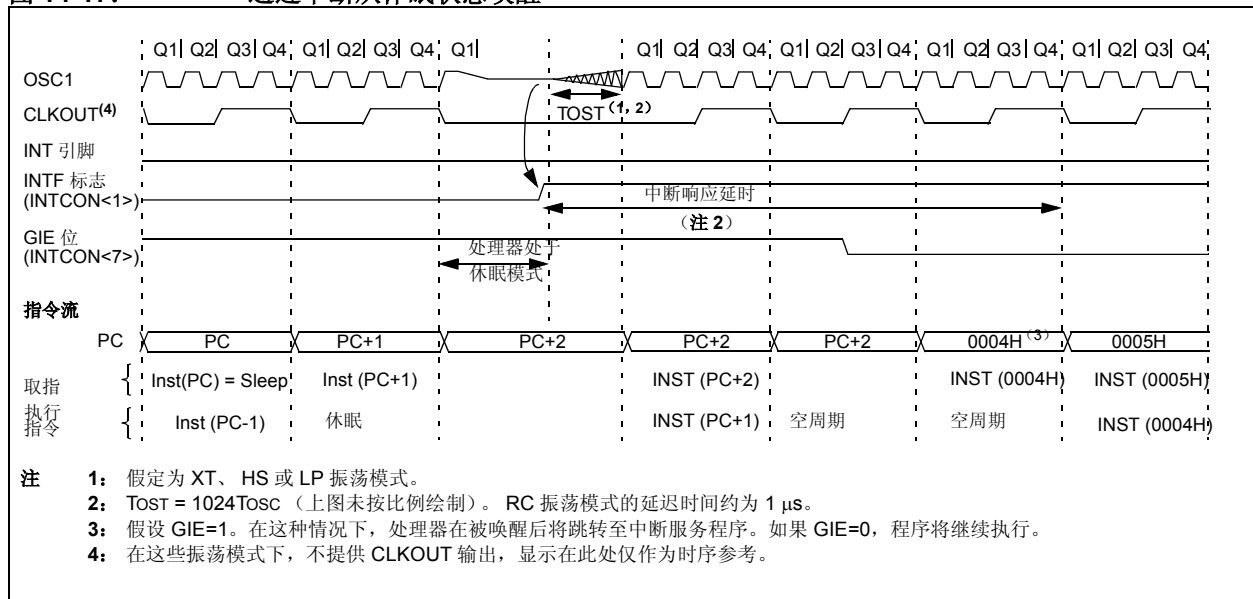 Q1 Q2 Q3 Q4 Q1 Q2 Q3 Q4 Q1 Q1 Q2 Q3 Q4 Q1 Q2 Q3 Q4 Q1 Q2 Q3 Q4 Q1 Q2 Q3 Q4
OSC1
CLKOUT(4)
TOST(1, 2)
INT 引脚
INTF 标志
(INTCON<1>)
中断响应延时
(注 2)
GIE 位
(INTCON<7>)
处理器处于
休眠模式
指令流
PC PC PC+1 PC+2 PC+2 PC+2 0004H(3) 0005H
取指 { Inst(PC) = Sleep Inst (PC+1) INST (PC+2) INST (0004H) INST (0005H)
执行
指令 { Inst (PC-1) 休眠 INST (PC+1) 空周期 空周期 INST (0004H)
注 1: 假定为 XT、 HS 或 LP 振荡模式。
2: TOST = 1024TOSC (上图未按比例绘制)。 RC 振荡模式的延迟时间约为 1 μs。
3: 假设 GIE=1。在这种情况下,处理器在被唤醒后将跳转至中断服务程序。如果 GIE=0,程序将继续执行。
4: 在这些振荡模式下,不提供 CLKOUT 输出,显示在此处仅作为时序参考。